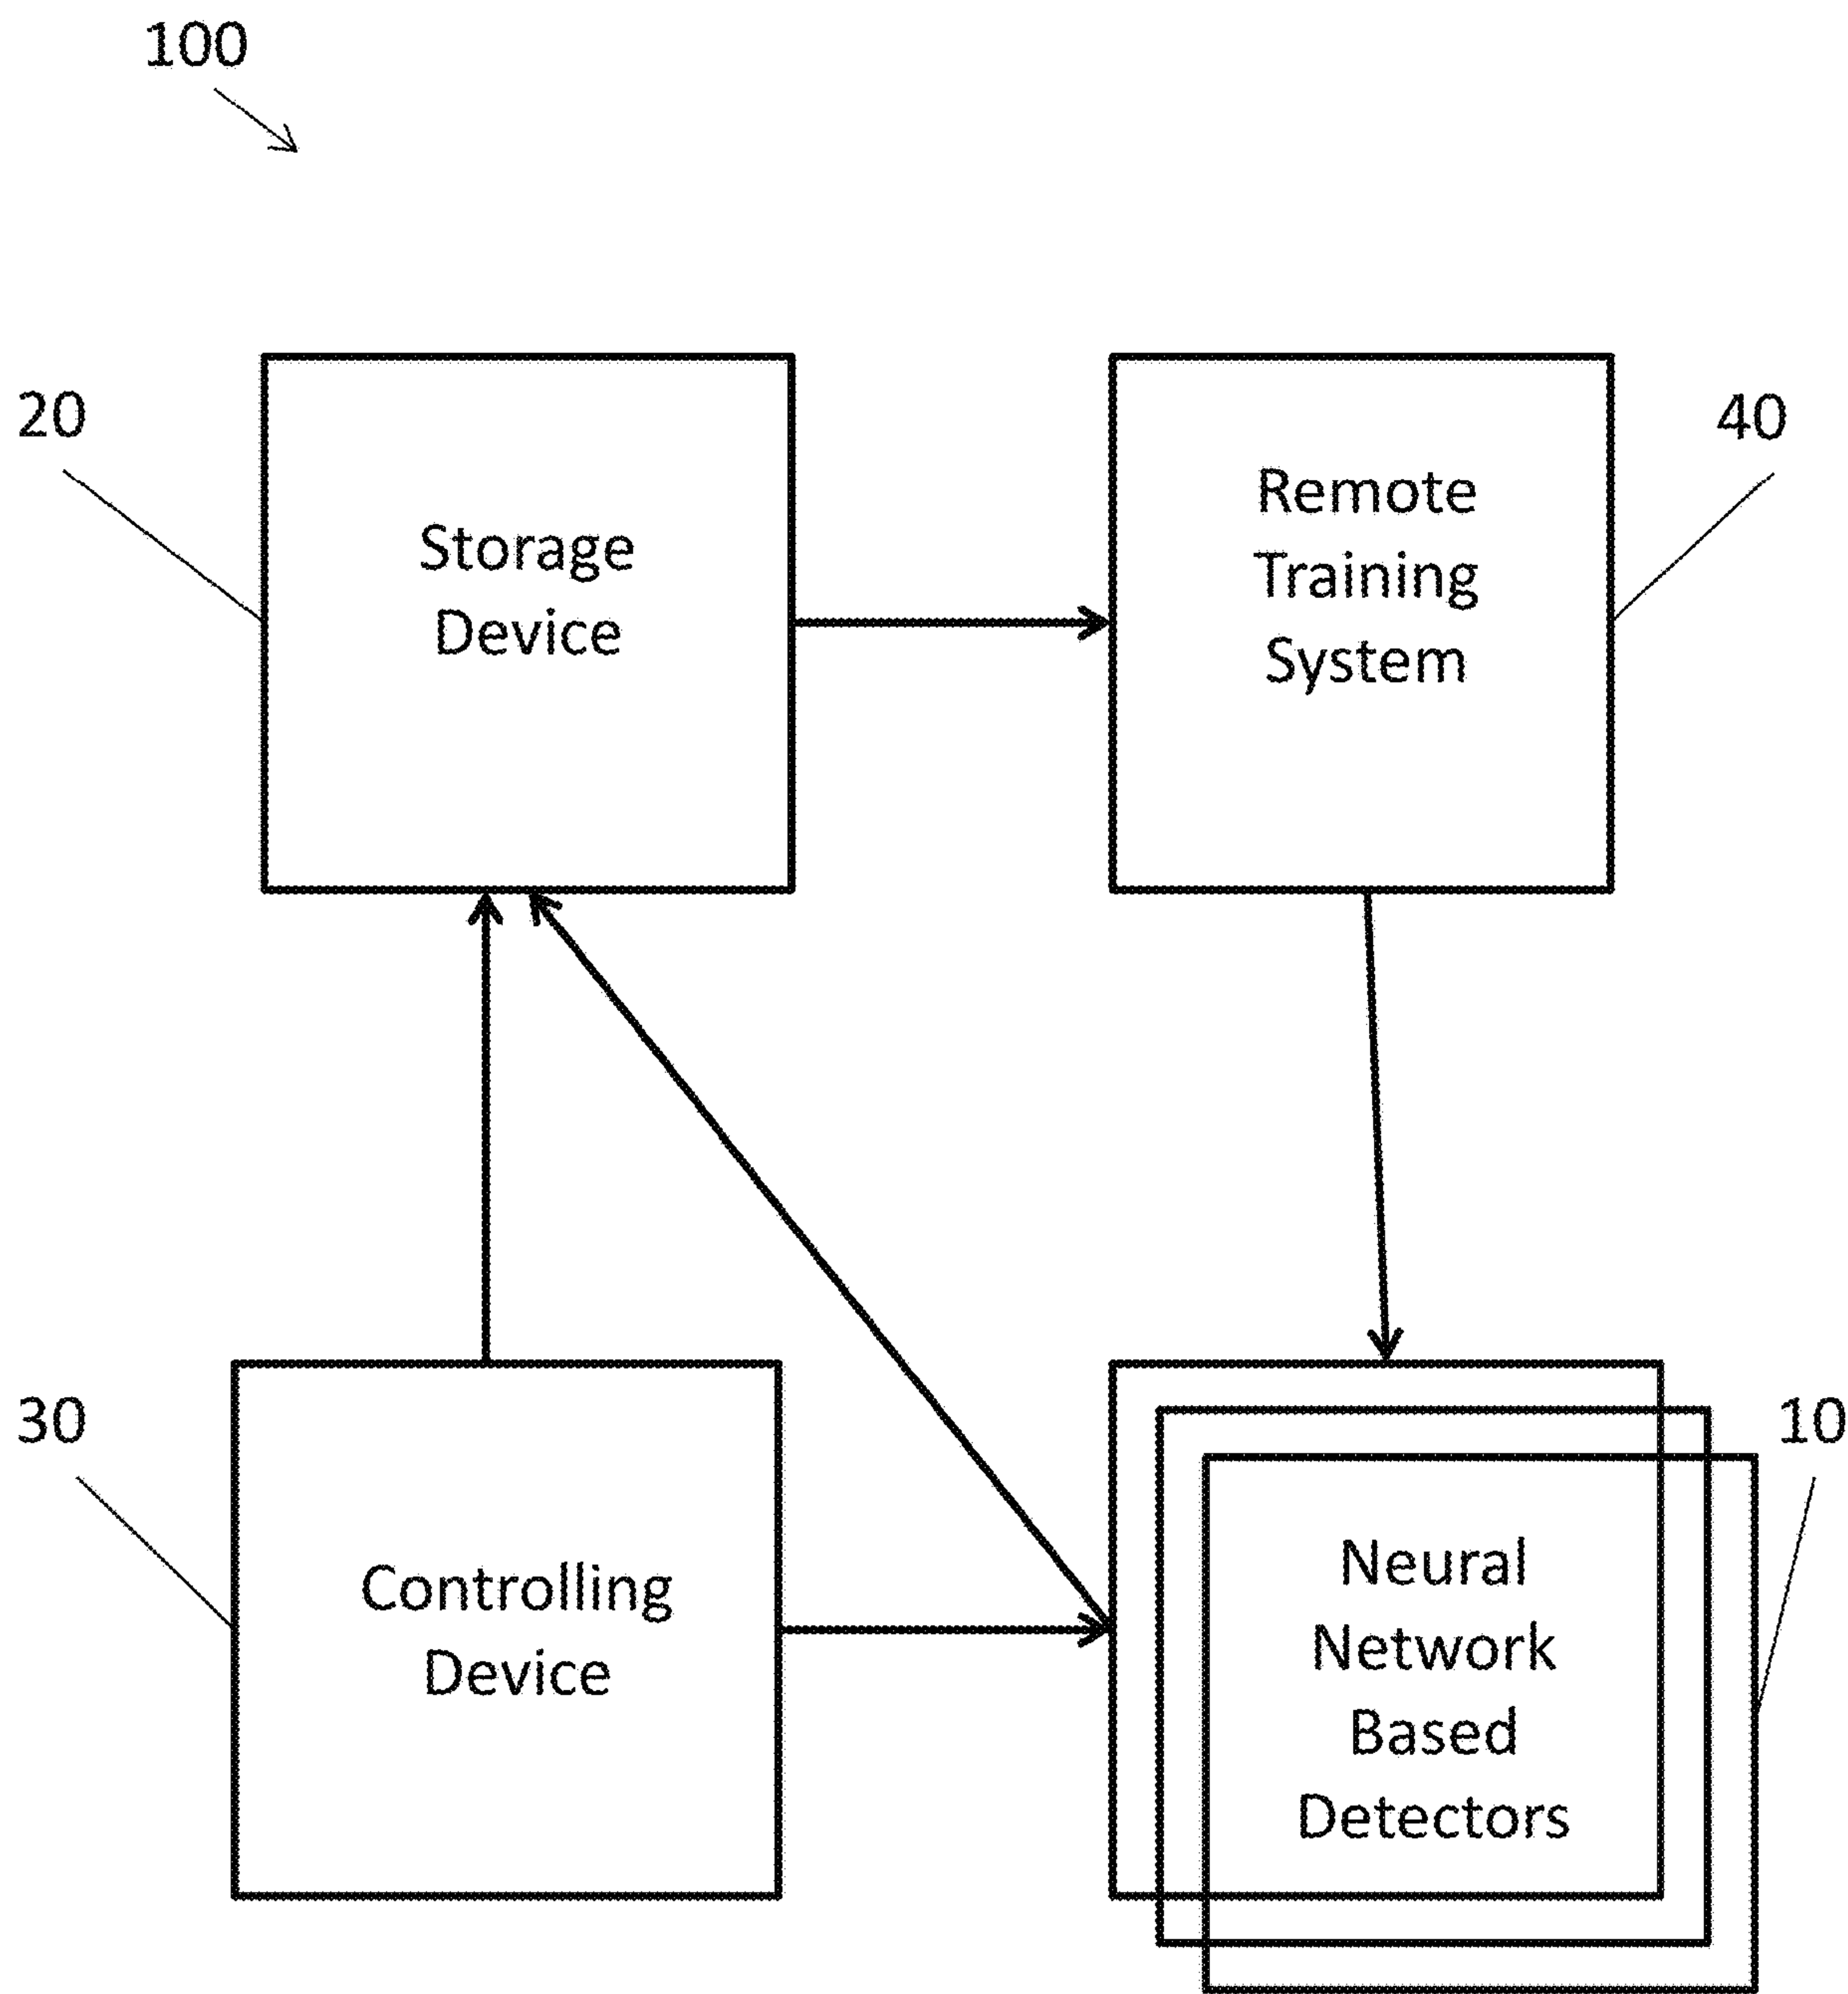 100
20
Storage
Device
Remote
Training
System
40
30
Controlling
Device
Neural
Network
Based
Detectors
10